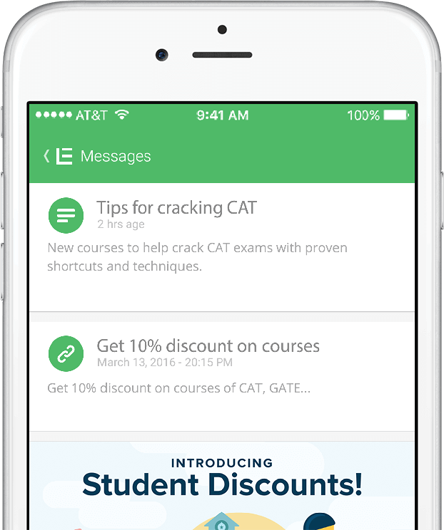 AT&T 9:41 AM 100%
Messages
Tips for cracking CAT
2 hrs age
New courses to help crack CAT exams with proven
shortcuts and techniques.
Get 10% discount on courses
March 13, 2016 - 20:15 PM
Get 10% discount on courses of CAT, GATE...
INTRODUCING
Student Discounts!